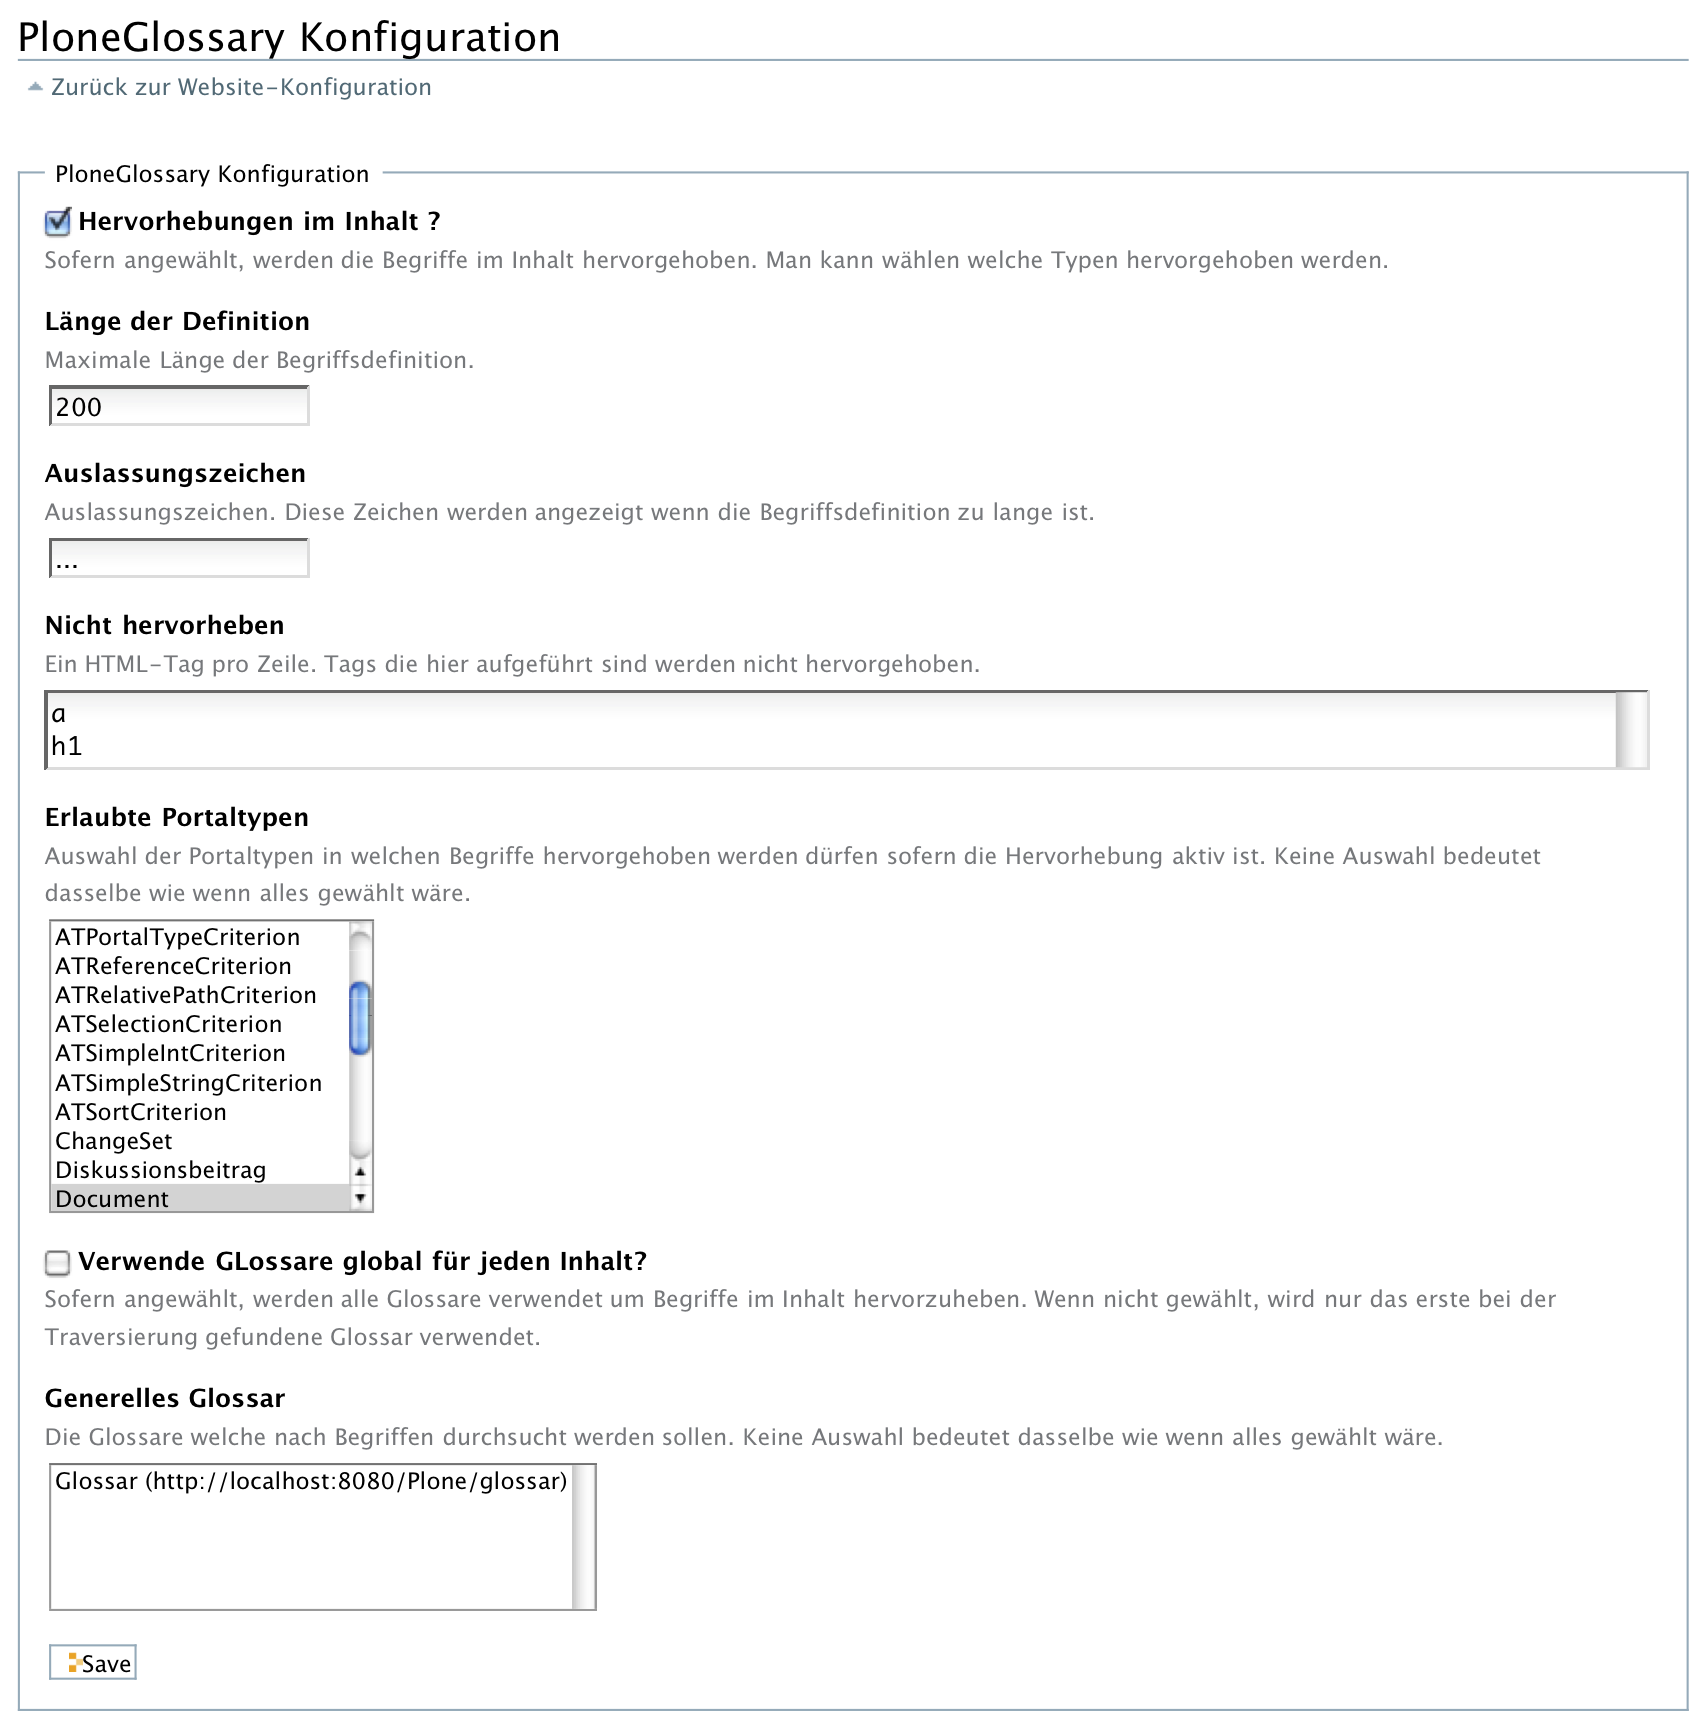 PloneGlossary Konfiguration
Zurück zur Website-Konfiguration
PloneGlossary Konfiguration
Hervorhebungen im Inhalt ?
Sofern angewählt, werden die Begriffe im Inhalt hervorgehoben. Man kann wählen welche Typen hervorgehoben werden.
Länge der Definition
Maximale Länge der Begriffsdefinition.
200
Auslassungszeichen
Auslassungszeichen. Diese Zeichen werden angezeigt wenn die Begriffsdefinition zu lange ist.
...
Nicht hervorheben
Ein HTML-Tag pro Zeile. Tags die hier aufgeführt sind werden nicht hervorgehoben.
a
h1
Erlaubte Portaltypen
Auswahl der Portaltypen in welchen Begriffe hervorgehoben werden dürfen sofern die Hervorhebung aktiv ist. Keine Auswahl bedeutet
dasselbe wie wenn alles gewählt wäre.
ATPortalTypeCriterion
ATReferenceCriterion
ATRelativePathCriterion
ATSelectionCriterion
ATSimpleIntCriterion
ATSimpleStringCriterion
ATSortCriterion
ChangeSet
Diskussionsbeitrag
Document
Verwende GLossare global für jeden Inhalt?
Sofern angewählt, werden alle Glossare verwendet um Begriffe im Inhalt hervorzuheben. Wenn nicht gewählt, wird nur das erste bei der
Traversierung gefundene Glossar verwendet.
Generelles Glossar
Die Glossare welche nach Begriffen durchsucht werden sollen. Keine Auswahl bedeutet dasselbe wie wenn alles gewählt wäre.
Glossar (http://localhost:8080/Plone/glossar)
Save